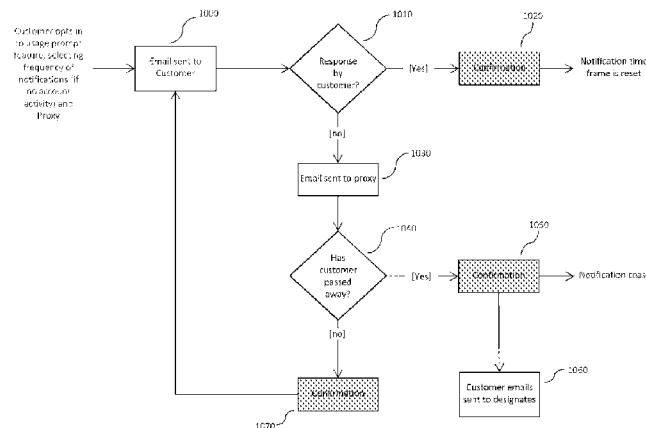 1000
1010
1020
Customer opts in
to usage prompt
feature, selecting
frequency of
notifications (if
no account
activity) and
Proxy
Email sent to
Customer
Response
by
customer?
[Yes]
Confirmation
Notification time
frame is reset
[no]
1030
Email sent to proxy
1040
1050
Has
customer
passed
away?
[Yes]
Confirmation
Notification
[no]
1060
Customer emails
sent to designates
Confirmation
1070